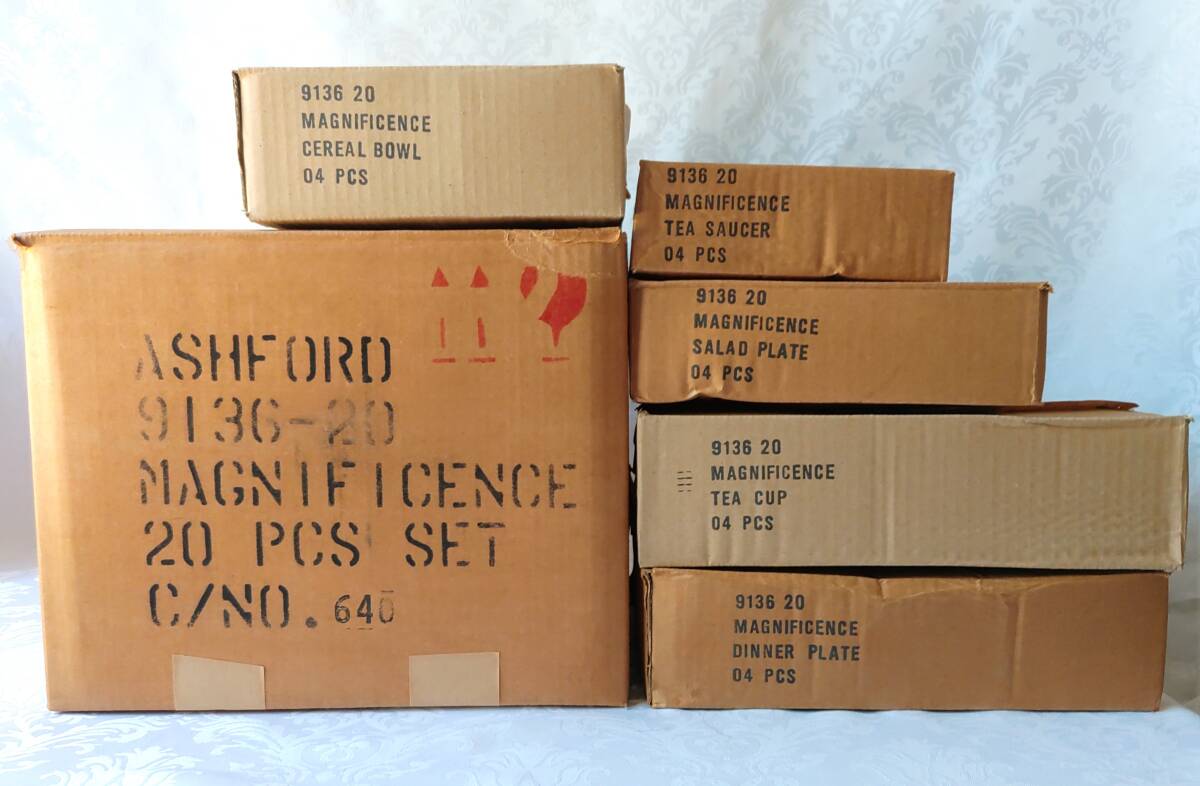 9136 20
MAGNIFICENCE
CEREAL BOWL
04 PCS
ASHFORD
9136-20
MAGNIFICENCE
20 PCS SET
C/NO. 640
9136 20
MAGNIFICENCE
TEA SAUCER
04 PCS
9136 20
MAGNIFICENCE
SALAD PLATE
04 PCS
9136 20
MAGNIFICENCE
TEA CUP
04 PCS
9136 20
MAGNIFICENCE
DINNER PLATE
04 PCS